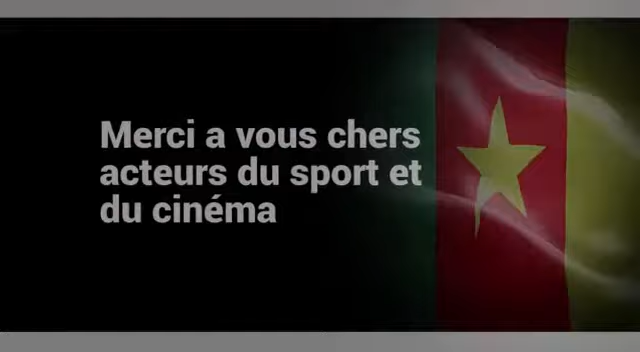 Merci a vous chers
acteurs du sport et
du cinéma